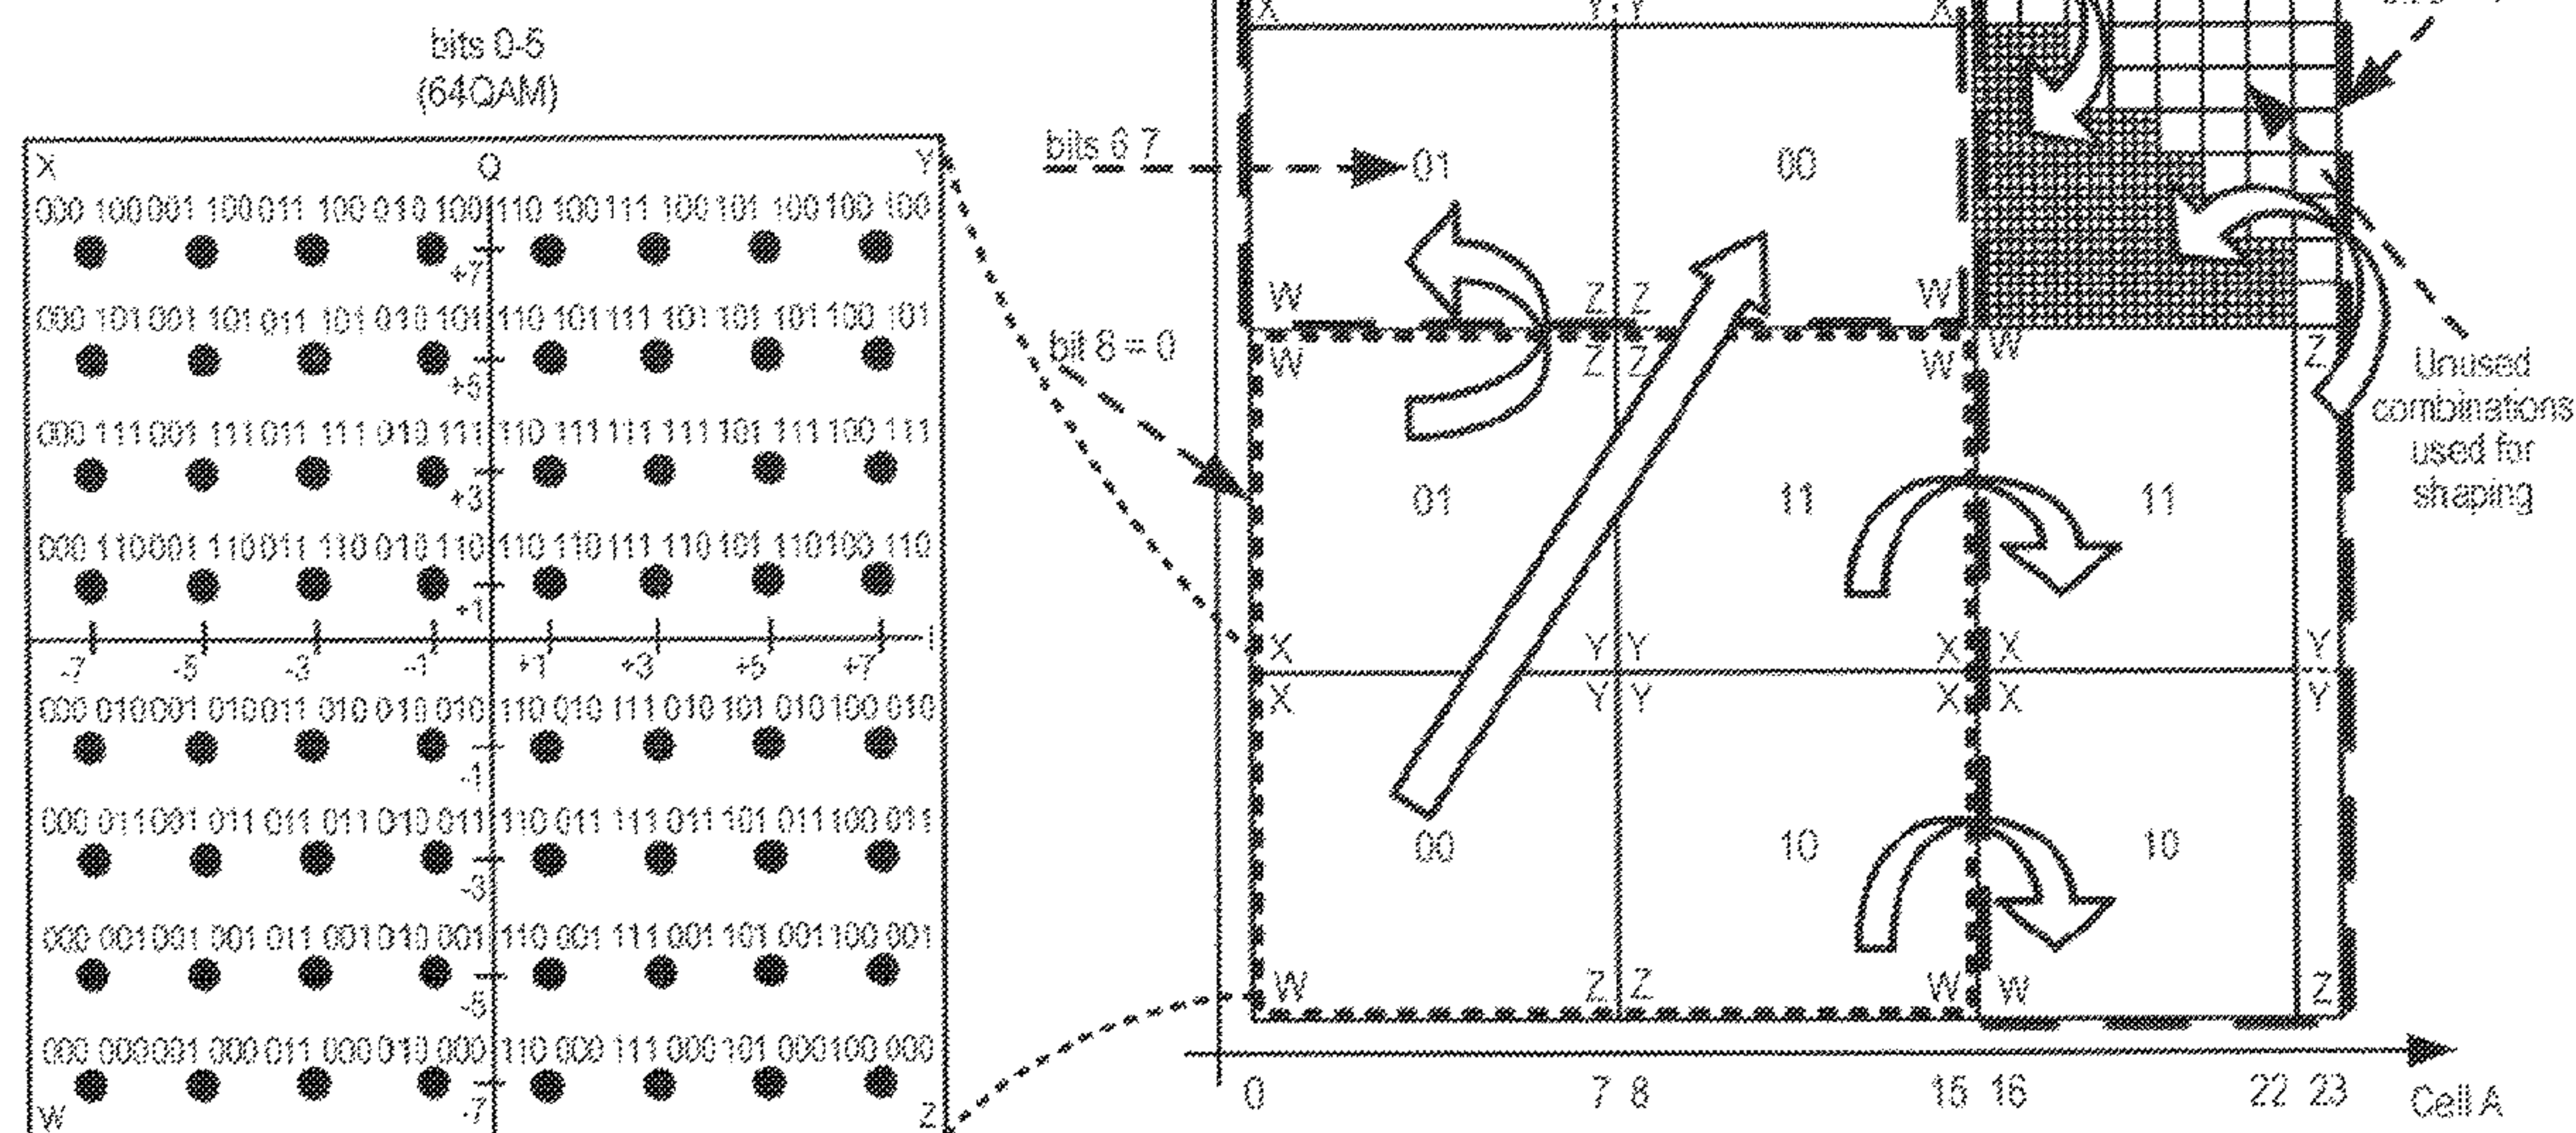 bits 0-5
(64QAM)
X Q Y
000 100 001 100 011 100 010 100 110 100 111 100 101 100 100 100
+7
000 101 001 101 011 101 010 101 110 101 111 101 101 101 100 101
+5
000 111 001 111 011 111 010 111 110 111 111 111 101 111 100 111
+3
000 110 001 110 011 110 010 110 110 110 111 110 101 110 100 110
+1
I
-7 -5 -3 -1 +1 +3 +5 +7
000 010 001 010 011 010 010 010 110 010 111 010 101 010 100 010
-1
000 011 001 011 011 011 010 011 110 011 111 011 101 011 100 011
-3
000 001 001 001 011 001 010 001 110 001 111 001 101 001 100 001
-5
000 000 001 000 011 000 010 000 110 000 111 000 101 000 100 000
-7
W Z
X Y Y X
bits 6 7
01 00
W Z Z W
bit 8 = 0
W Z Z W W Z
Unused
combinations
used for
shaping
01 11 11
X Y Y X X Y
X Y Y X X Y
00 10 10
W Z Z W W Z
0 7 8 15 16 22 23 Cell A